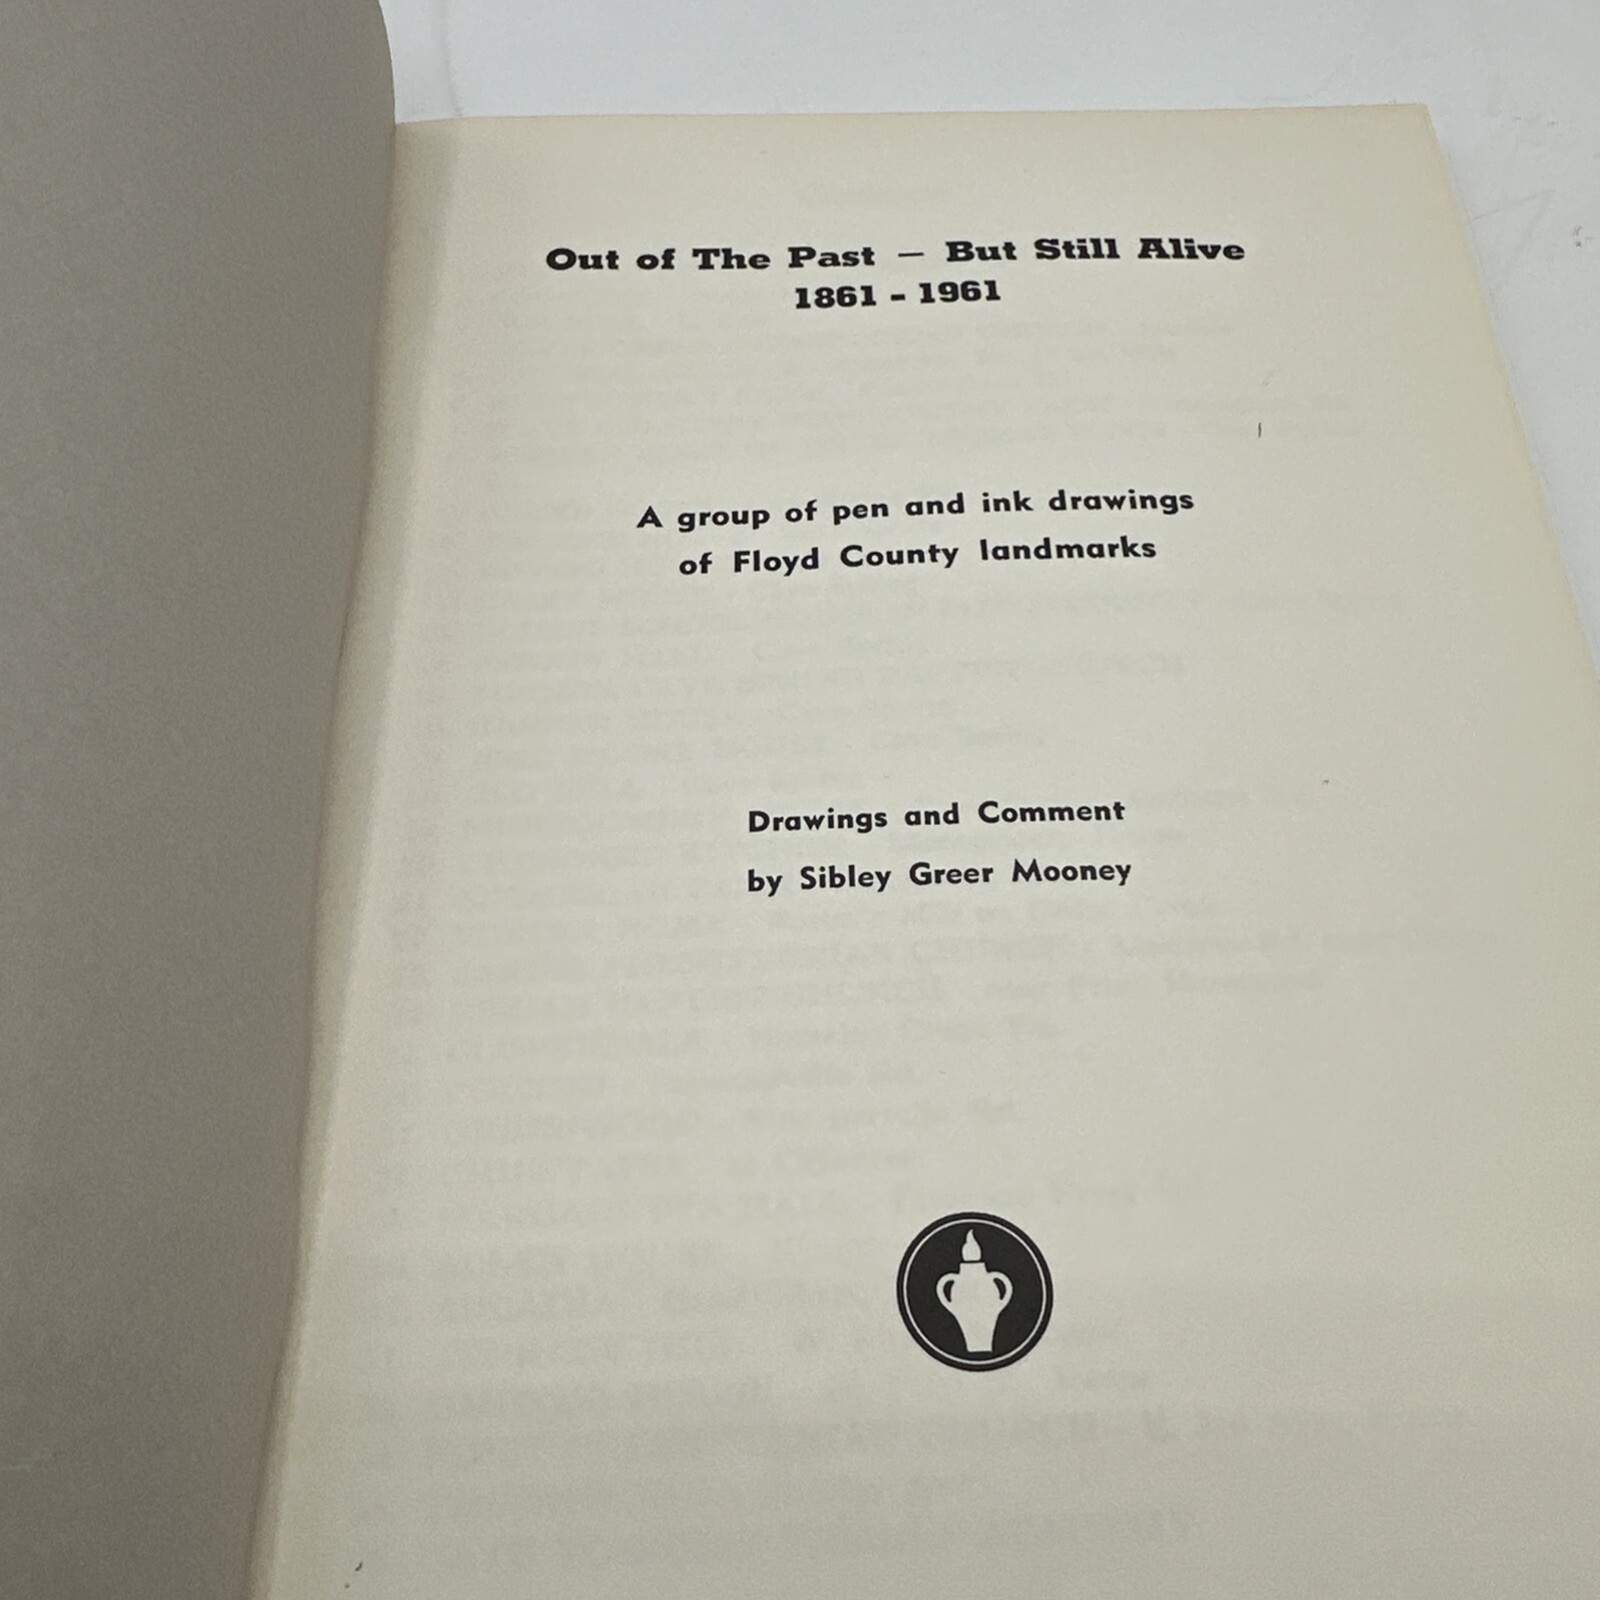 Out of The Past — But Still Alive
1861 - 1961
A group of pen and ink drawings
of Floyd County landmarks
Drawings and Comment
by Sibley Greer Mooney